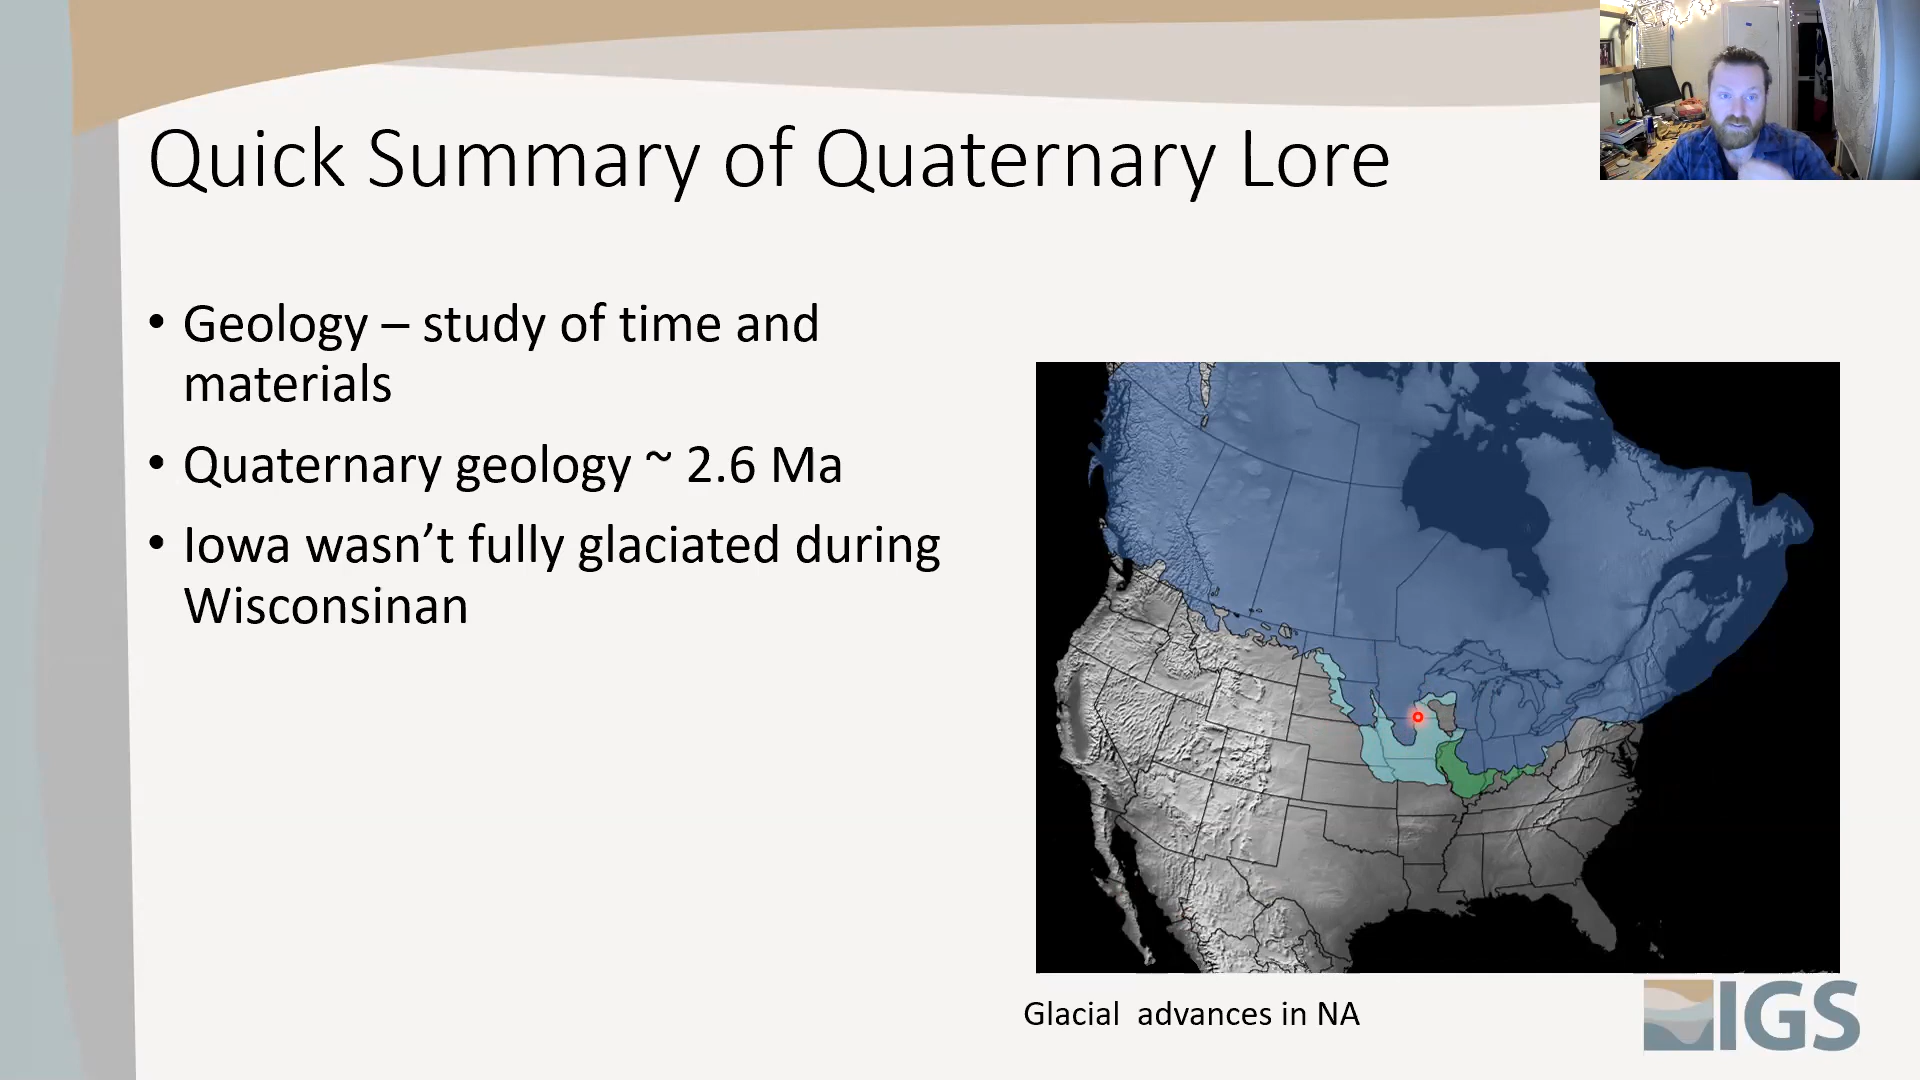 Quick Summary of Quaternary Lore
• Geology – study of time and
materials
• Quaternary geology ~ 2.6 Ma
• Iowa wasn’t fully glaciated during
Wisconsinan
Glacial  advances in NA
IGS